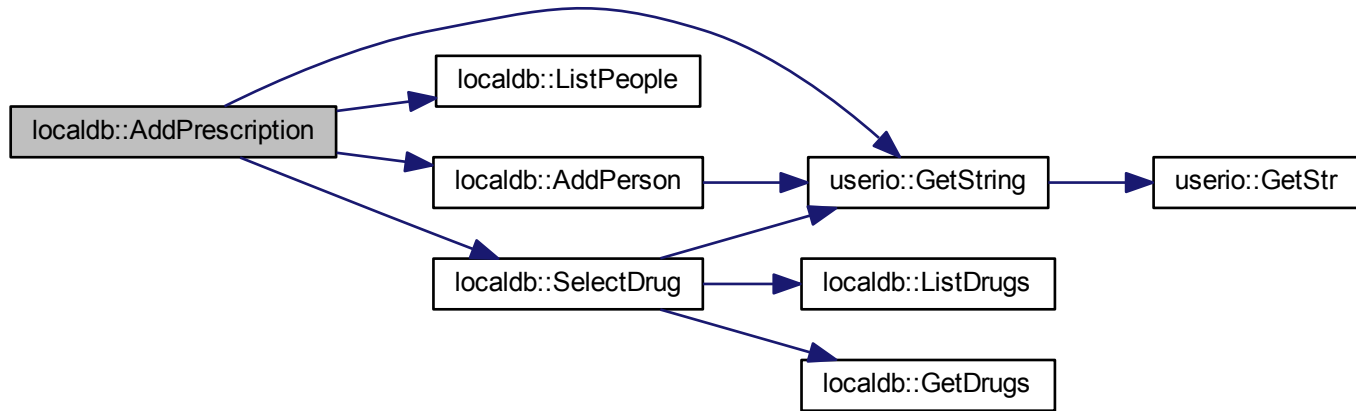 localdb::ListPeople
localdb::AddPrescription
localdb::AddPerson
userio::GetString
userio::GetStr
localdb::SelectDrug
localdb::ListDrugs
localdb::GetDrugs